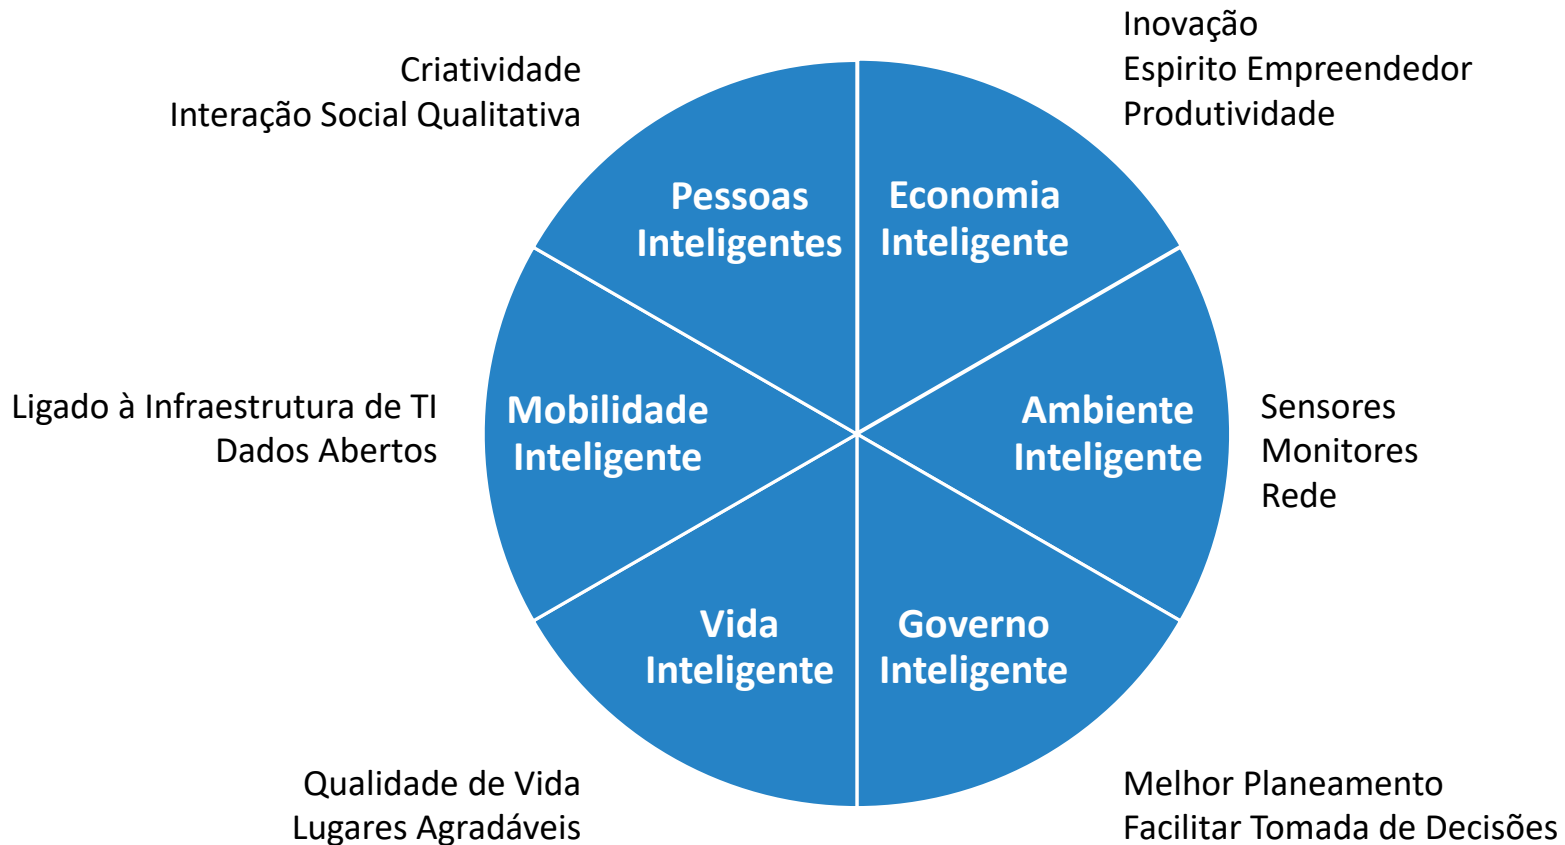 Criatividade
Interação Social Qualitativa
Inovação
Espirito Empreendedor
Produtividade
Pessoas
Inteligentes
Economia
Inteligente
Ligado à Infraestrutura de TI
Dados Abertos
Mobilidade
Inteligente
Ambiente
Inteligente
Sensores
Monitores
Rede
Vida
Inteligente
Governo
Inteligente
Qualidade de Vida
Lugares Agradáveis
Melhor Planeamento
Facilitar Tomada de Decisões